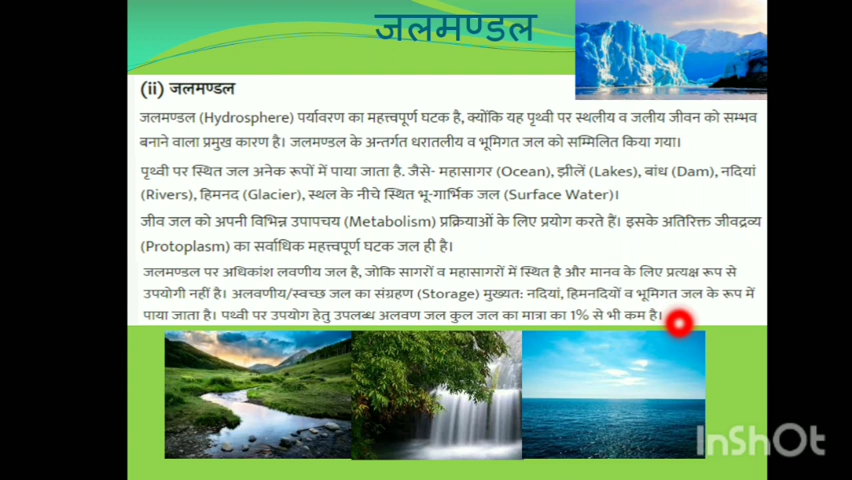 जलमण्डल
(ii) जलमण्डल
जलमण्डल (Hydrosphere) पर्यावरण का महत्त्वपूर्ण घटक है, क्योंकि यह पृथ्वी पर स्थलीय व जलीय जीवन को सम्भव
बनाने वाला प्रमुख कारण है। जलमण्डल के अन्तर्गत धरातलीय व भूमिगत जल को सम्मिलित किया गया।
पृथ्वी पर स्थित जल अनेक रूपों में पाया जाता है. जैसे- महासागर (Ocean), झीलें (Lakes), बांध (Dam), नदियां
(Rivers), हिमनद (Glacier), स्थल के नीचे स्थित भू-गार्भिक जल (Surface Water)।
जीव जल को अपनी विभिन्न उपापचय (Metabolism) प्रक्रियाओं के लिए प्रयोग करते हैं। इसके अतिरिक्त जीवद्रव्य
(Protoplasm) का सर्वाधिक महत्त्वपूर्ण घटक जल ही है।
जलमण्डल पर अधिकांश लवणीय जल है, जोकि सागरों व महासागरों में स्थित है और मानव के लिए प्रत्यक्ष रूप से
उपयोगी नहीं है। अलवणीय/स्वच्छ जल का संग्रहण (Storage) मुख्यत: नदियां, हिमनदियों व भूमिगत जल के रूप में
पाया जाता है। पथ्वी पर उपयोग हेतु उपलब्ध अलवण जल कुल जल का मात्रा का 1% से भी कम है।
InShOt